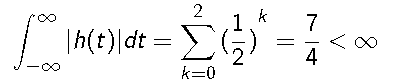 ∫_{-∞}^{∞} |h(t)|dt = ∑_{k=0}^{2} (1/2)^k = 7/4 < ∞